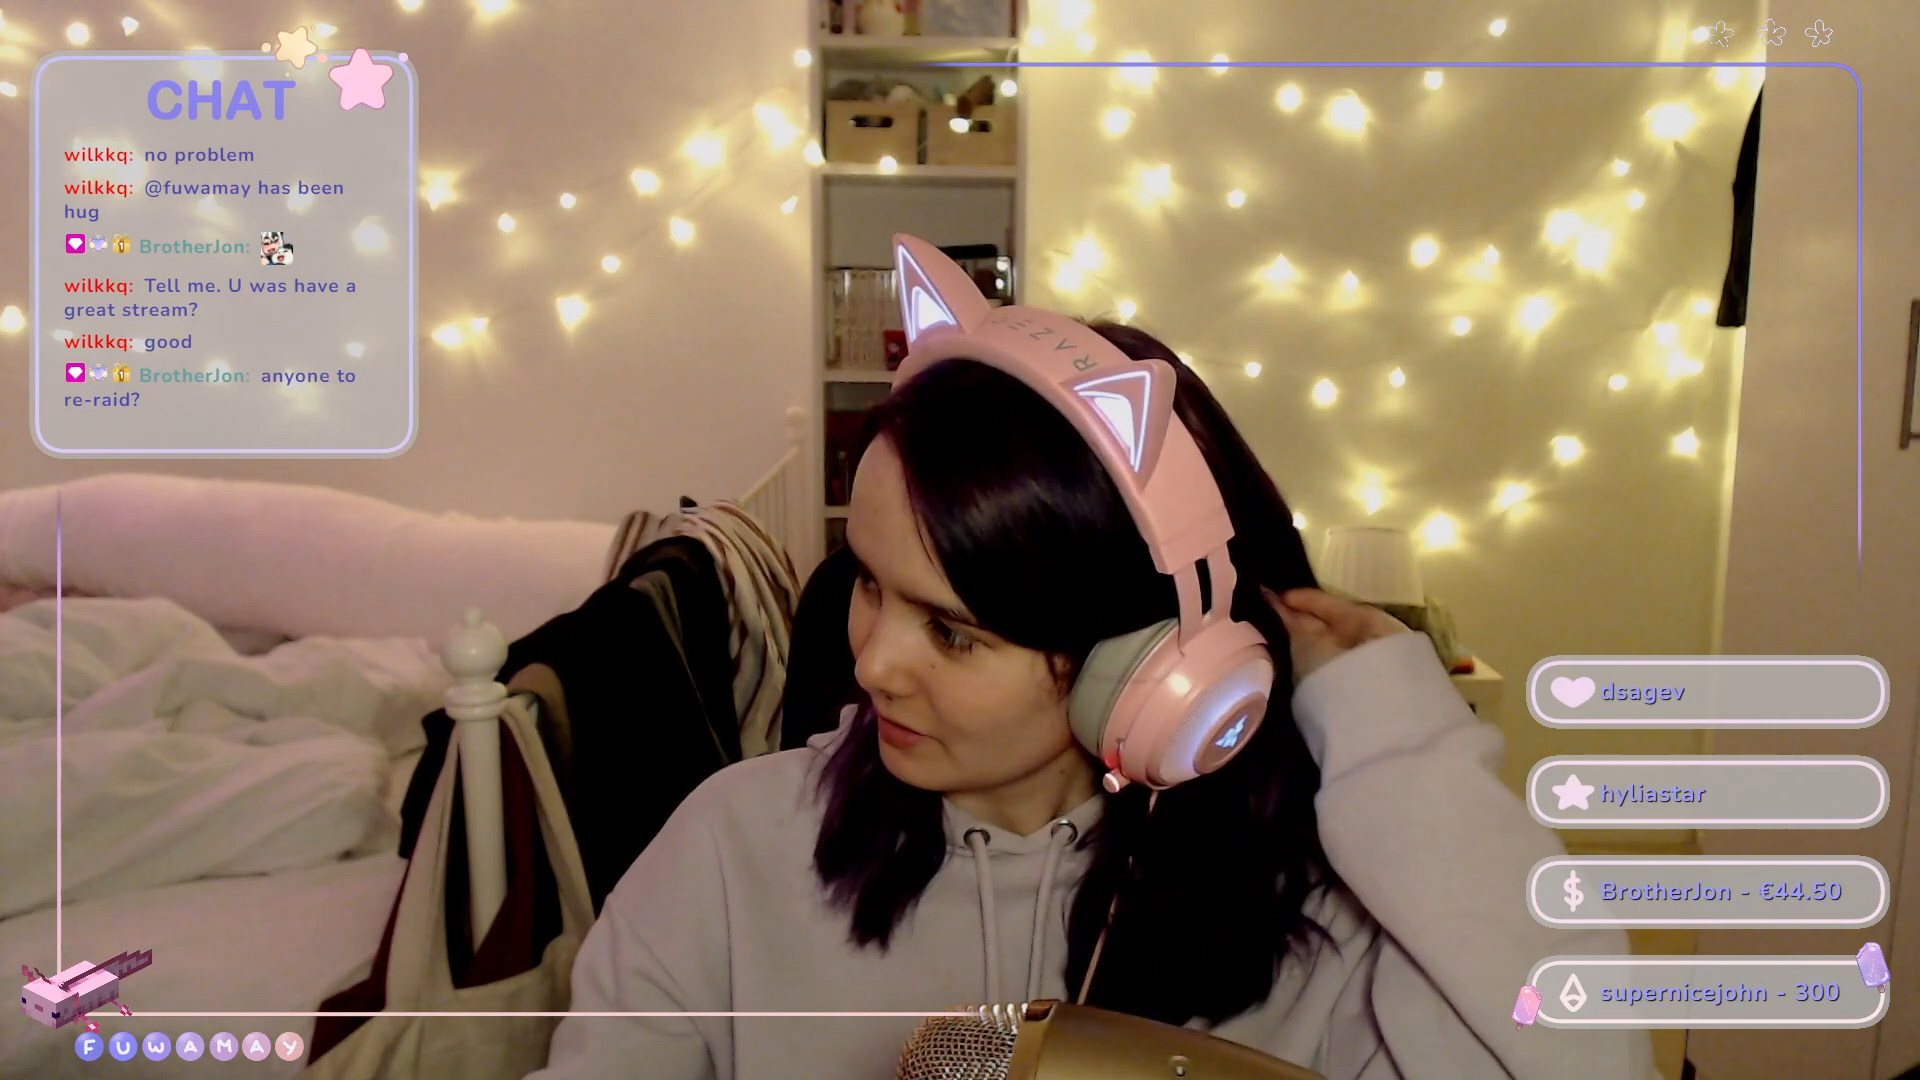 CHAT
wilkkq: no problem
wilkkq: @fuwamay has been
hug
BrotherJon:
wilkkq: Tell me. U was have a
great stream?
wilkkq: good
BrotherJon: anyone to
re-raid?
RAZER
dsagev
hyliastar
$ BrotherJon - €44.50
supernicejohn - 300
FUWAMAY